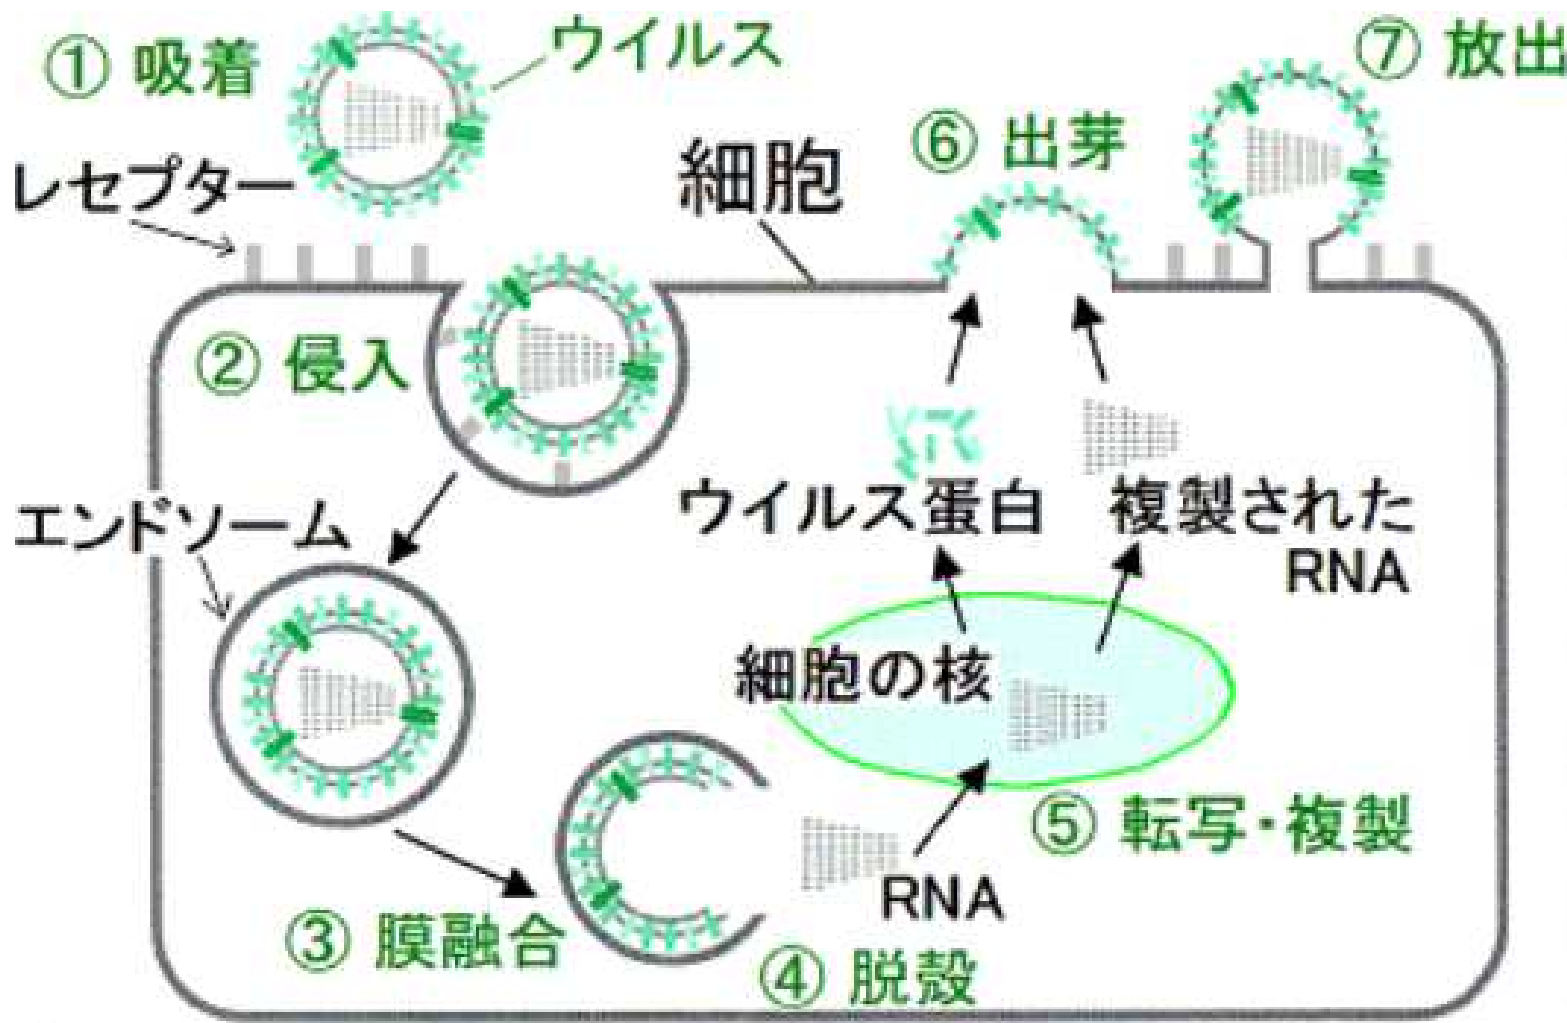 ① 吸着
ウイルス
レセプター
細胞
⑥ 出芽
⑦ 放出
② 侵入
エンドソーム
ウイルス蛋白
複製された
RNA
細胞の核
⑤ 転写・複製
RNA
③ 膜融合
④ 脱殻